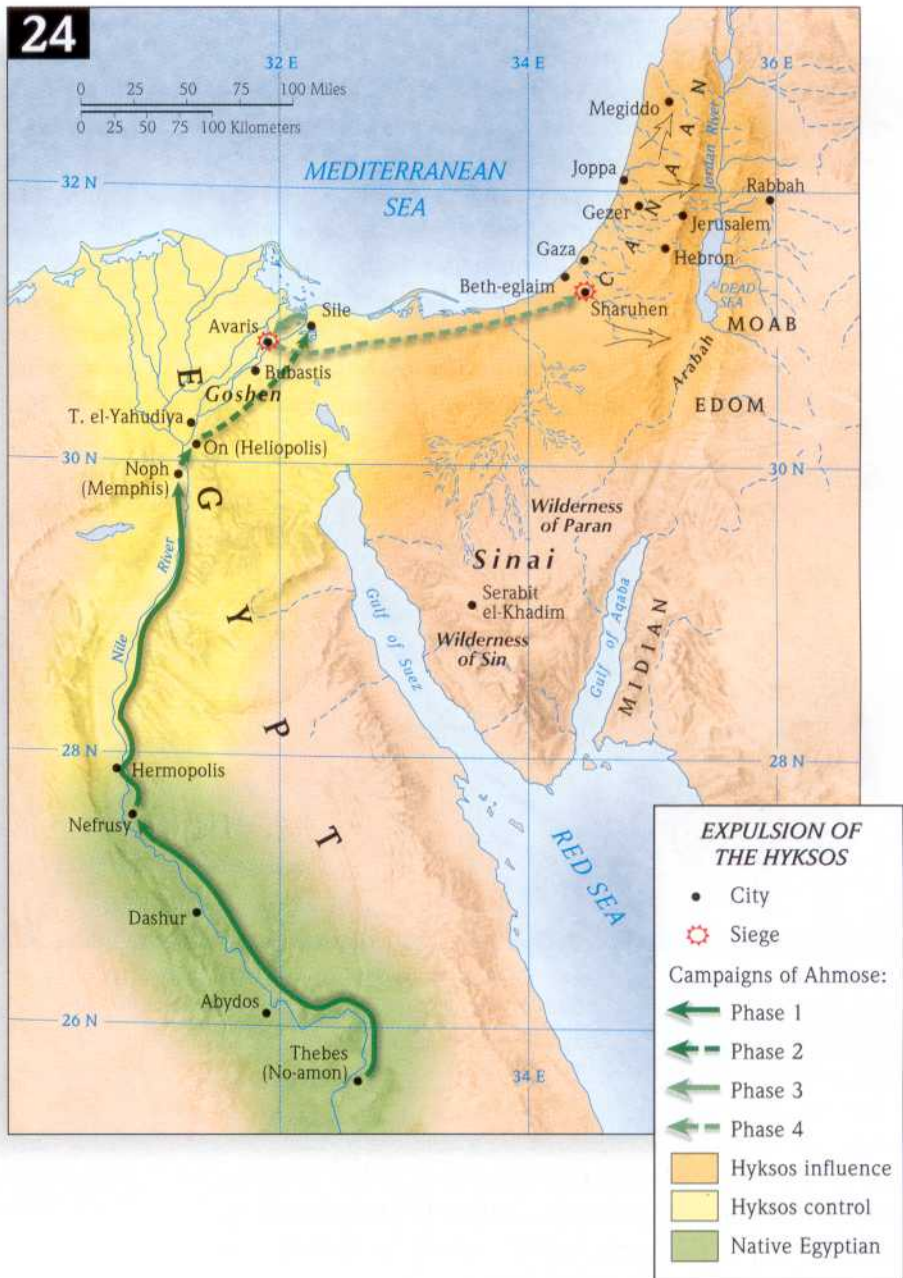 24
32 E
34 E
36 E
0 25 50 75 100 Miles
0 25 50 75 100 Kilometers
MEDITERRANEAN
SEA
32 N
Megiddo
Joppa
Gezer
Gaza
Beth-eglaim
CANAAN
Jordan River
Rabbah
Jerusalem
Hebron
Sharuhen
DEAD
SEA
MOAB
Arabah
EDOM
Avaris
Sile
Bubastis
Goshen
T. el-Yahudiya
On (Heliopolis)
30 N
30 N
Noph
(Memphis)
EGYPT
Nile
River
Wilderness
of Paran
Sinai
Serabit
el-Khadim
Wilderness
of Sin
Gulf of Suez
Gulf of Aqaba
MIDIAN
28 N
28 N
Hermopolis
Nefrusy
RED SEA
Dashur
Abydos
26 N
Thebes
(No-amon)
34 E
EXPULSION OF
THE HYKSOS
City
Siege
Campaigns of Ahmose:
Phase 1
Phase 2
Phase 3
Phase 4
Hyksos influence
Hyksos control
Native Egyptian